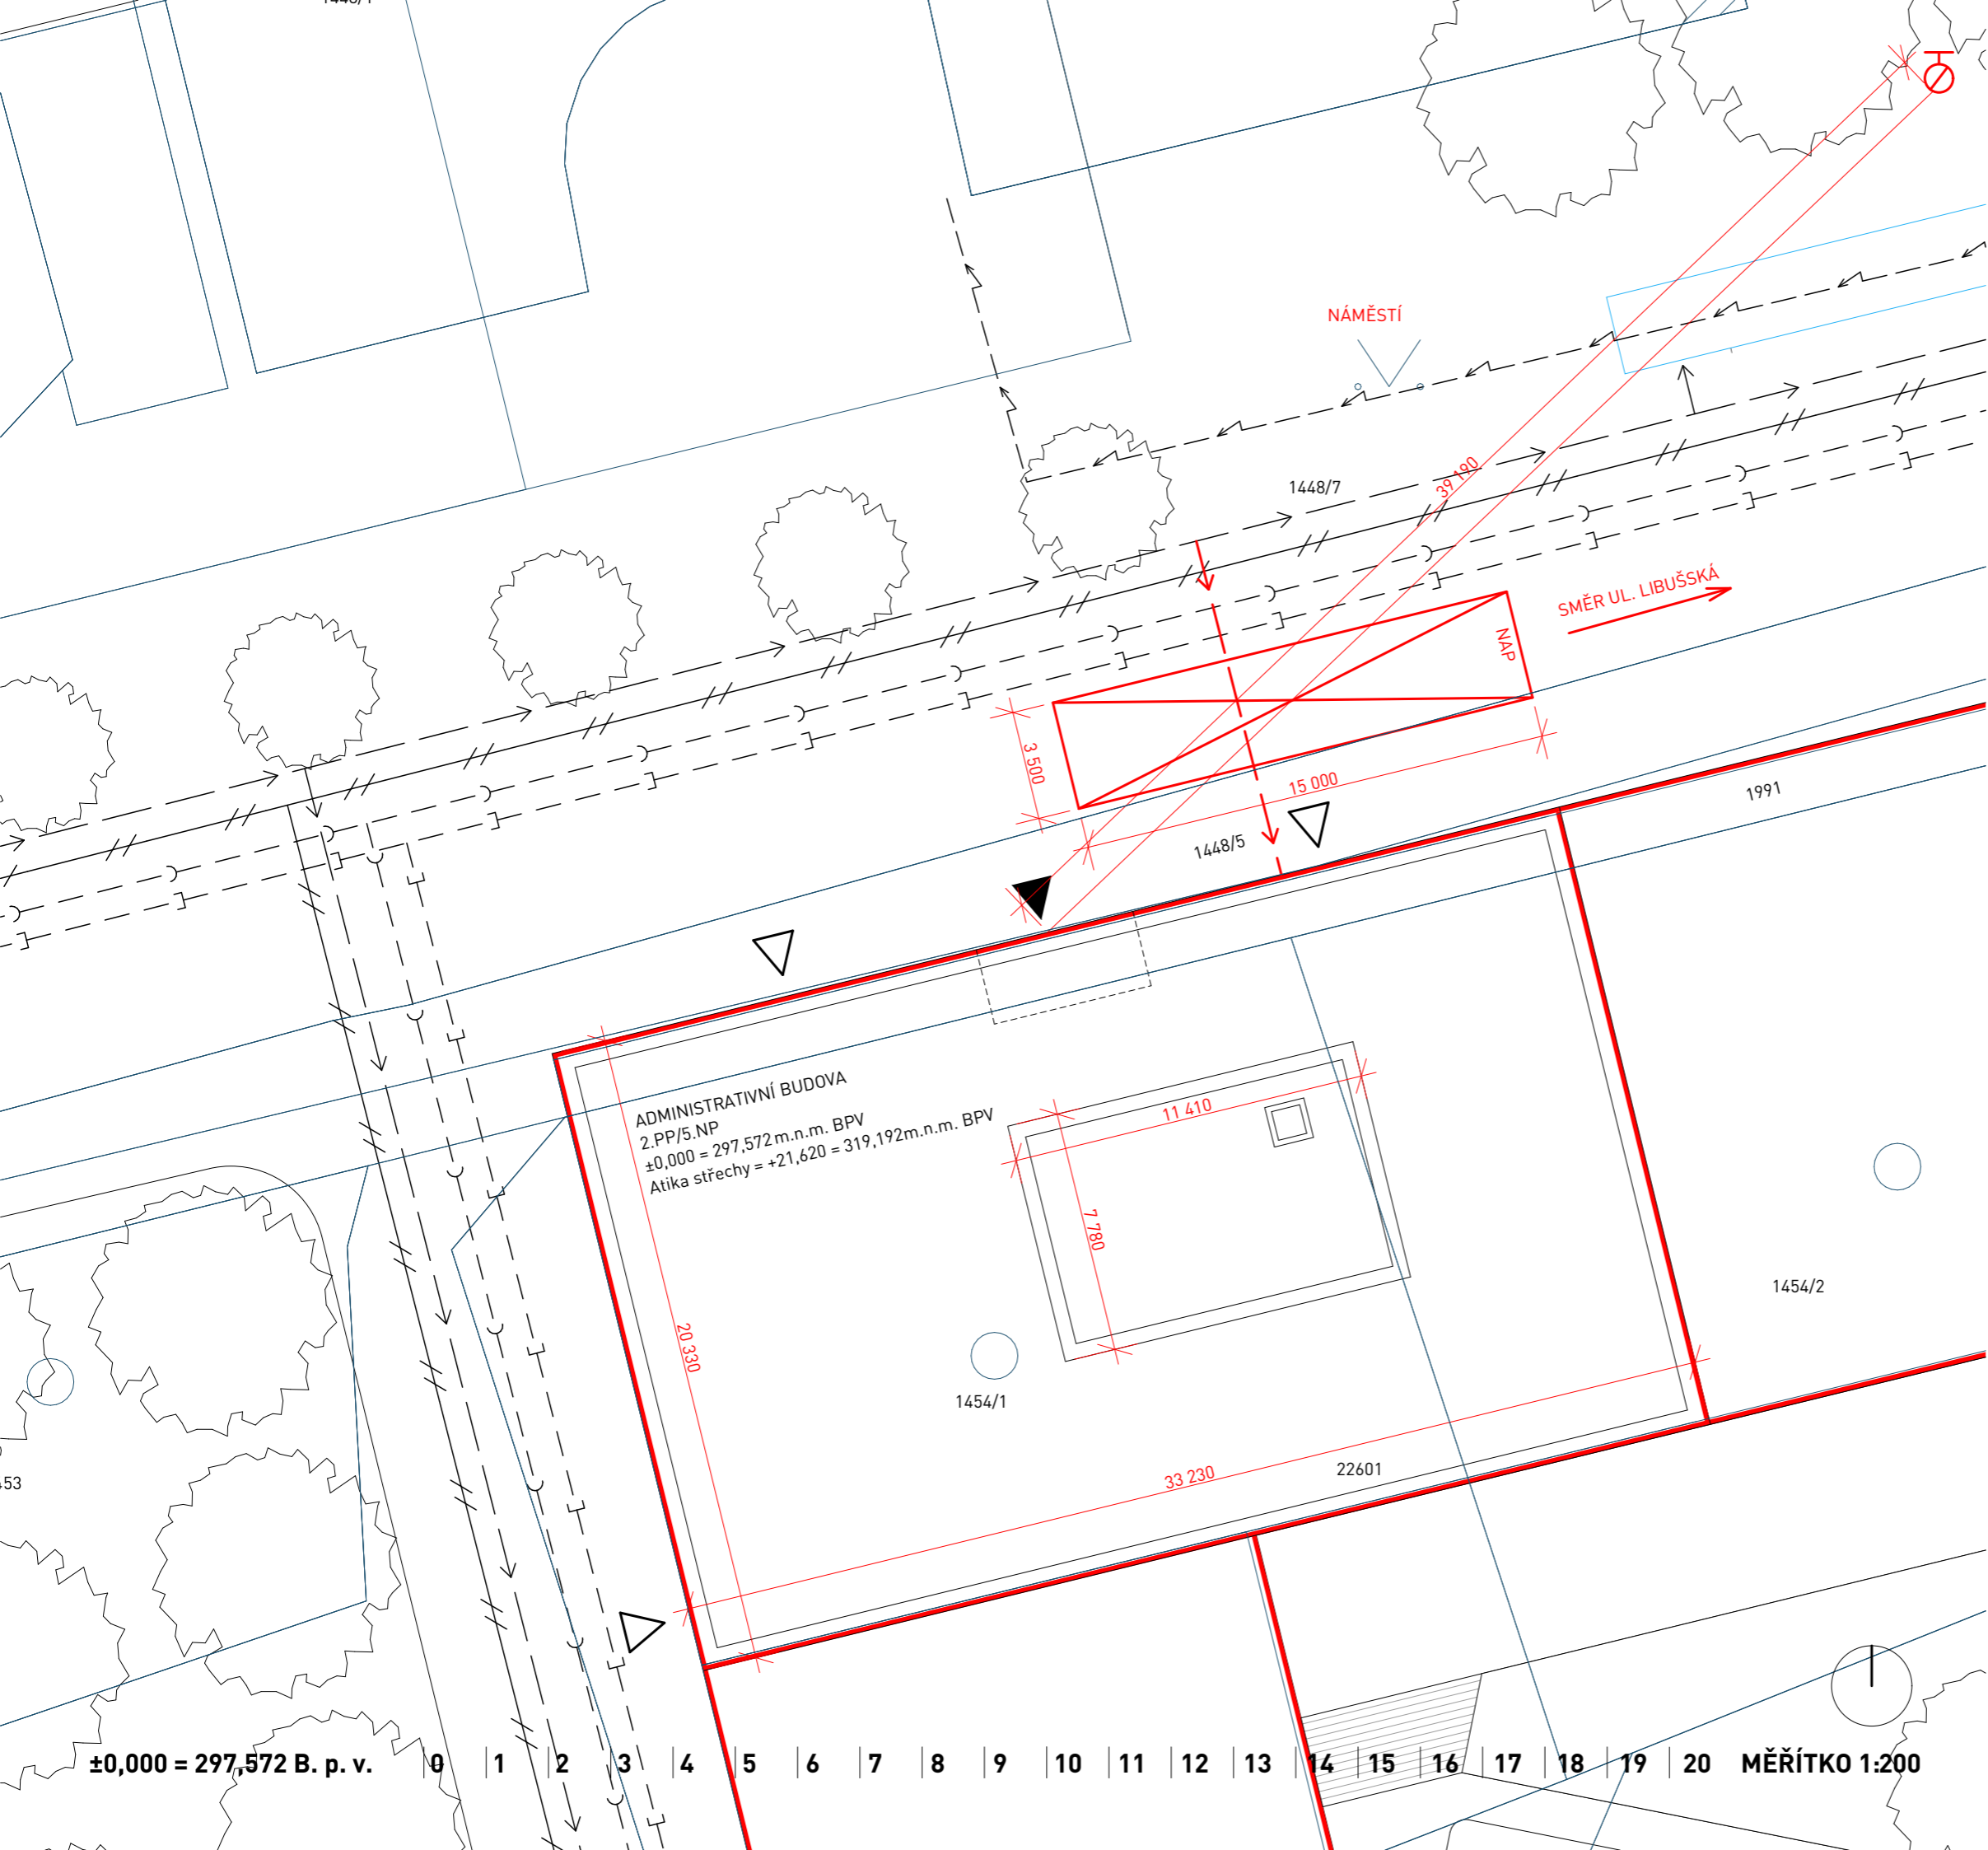 NÁMĚSTÍ
39 190
1448/7
SMĚR UL. LIBUŠSKÁ
NAP
3 500
15 000
1991
1448/5
ADMINISTRATIVNÍ BUDOVA
2.PP/5.NP
±0,000 = 297,572 m.n.m. BPV
Atika střechy = +21,620 = 319,192m.n.m. BPV
11 410
7 780
1454/2
20 330
1454/1
33 230
22601
±0,000 = 297,572 B. p. v.
0 1 2 3 4 5 6 7 8 9 10 11 12 13 14 15 16 17 18 19 20
MĚŘÍTKO 1:200